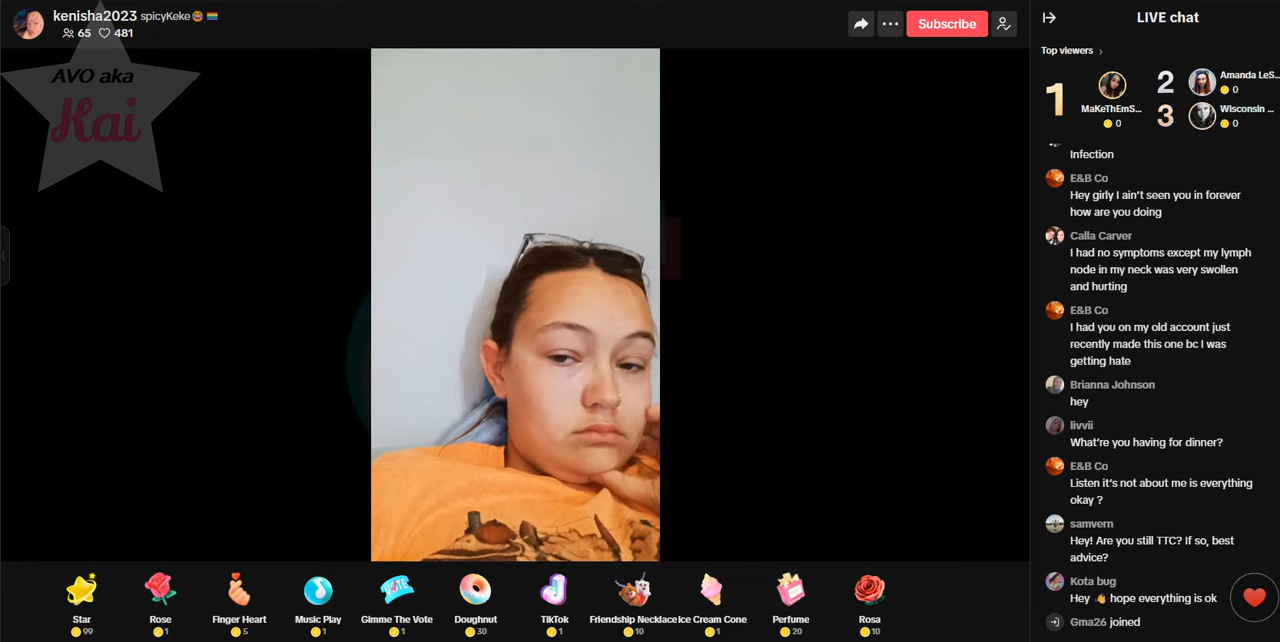 kenisha2023 spicyKeke
65 481
Subscribe
AVO aka
Kai
LIVE chat
Top viewers
1 MaKeThEmS... 0
2 Amanda LeS... 0
3 Wisconsin ... 0
Infection
E&B Co
Hey girly I ain't seen you in forever
how are you doing
Calla Carver
I had no symptoms except my lymph
node in my neck was very swollen
and hurting
E&B Co
I had you on my old account just
recently made this one bc I was
getting hate
Brianna Johnson
hey
livvii
What're you having for dinner?
E&B Co
Listen it's not about me is everything
okay ?
samvern
Hey! Are you still TTC? If so, best
advice?
Kota bug
Hey 👋 hope everything is ok
Gma26 joined
VOTE
Star Rose Finger Heart Music Play Gimme The Vote Doughnut TikTok Friendship Necklace Ice Cream Cone Perfume Rosa
99 1 5 1 1 30 1 10 1 20 10